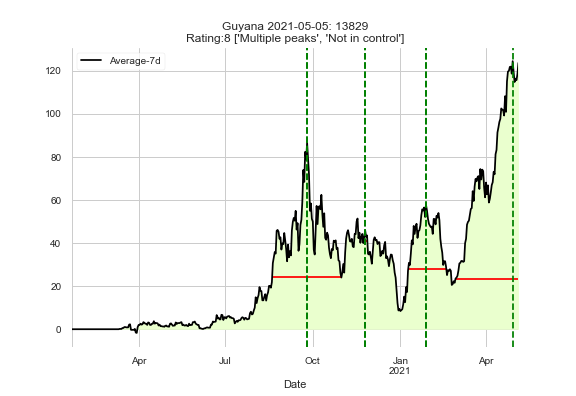 Guyana 2021-05-05: 13829
Rating:8 ['Multiple peaks', 'Not in control']
Average-7d
120
100
80
60
40
20
0
Apr
Jul
Oct
Jan
2021
Apr
Date